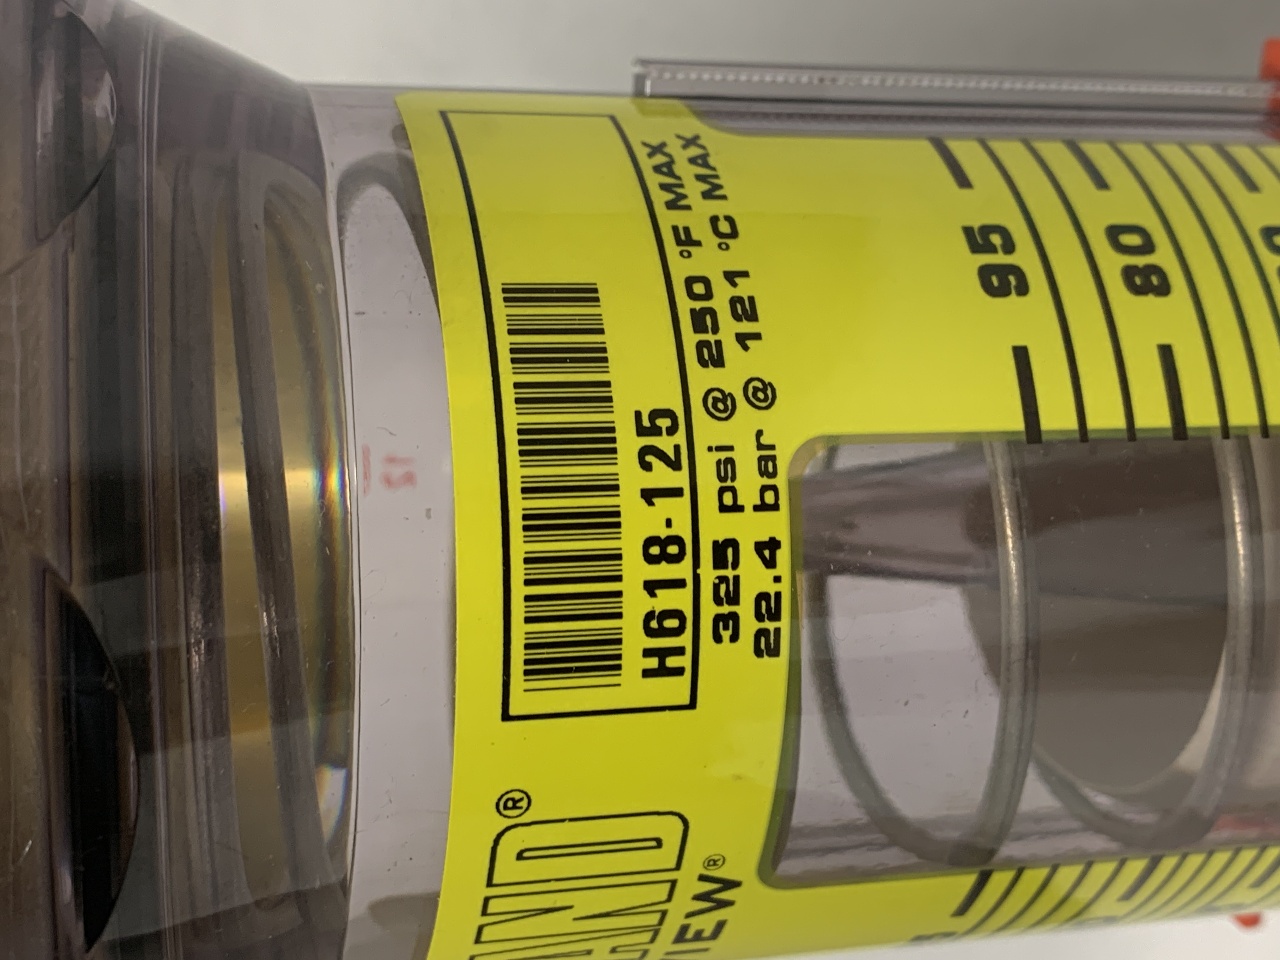 H618-125
325 psi @ 250 °F MAX
22.4 bar @ 121 °C MAX
95
80